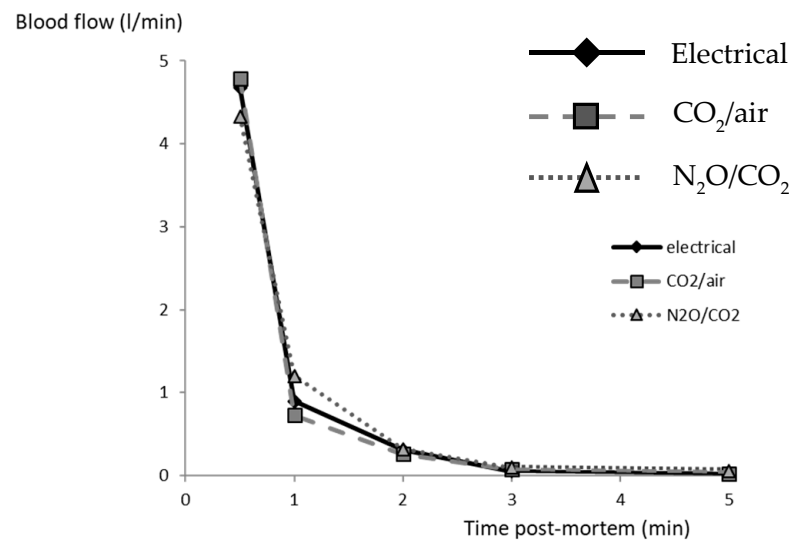 Blood flow (l/min)
5
4
3
2
1
0
0 1 2 3 4 5
Time post-mortem (min)
Electrical
CO₂/air
N₂O/CO₂
electrical
CO2/air
N2O/CO2